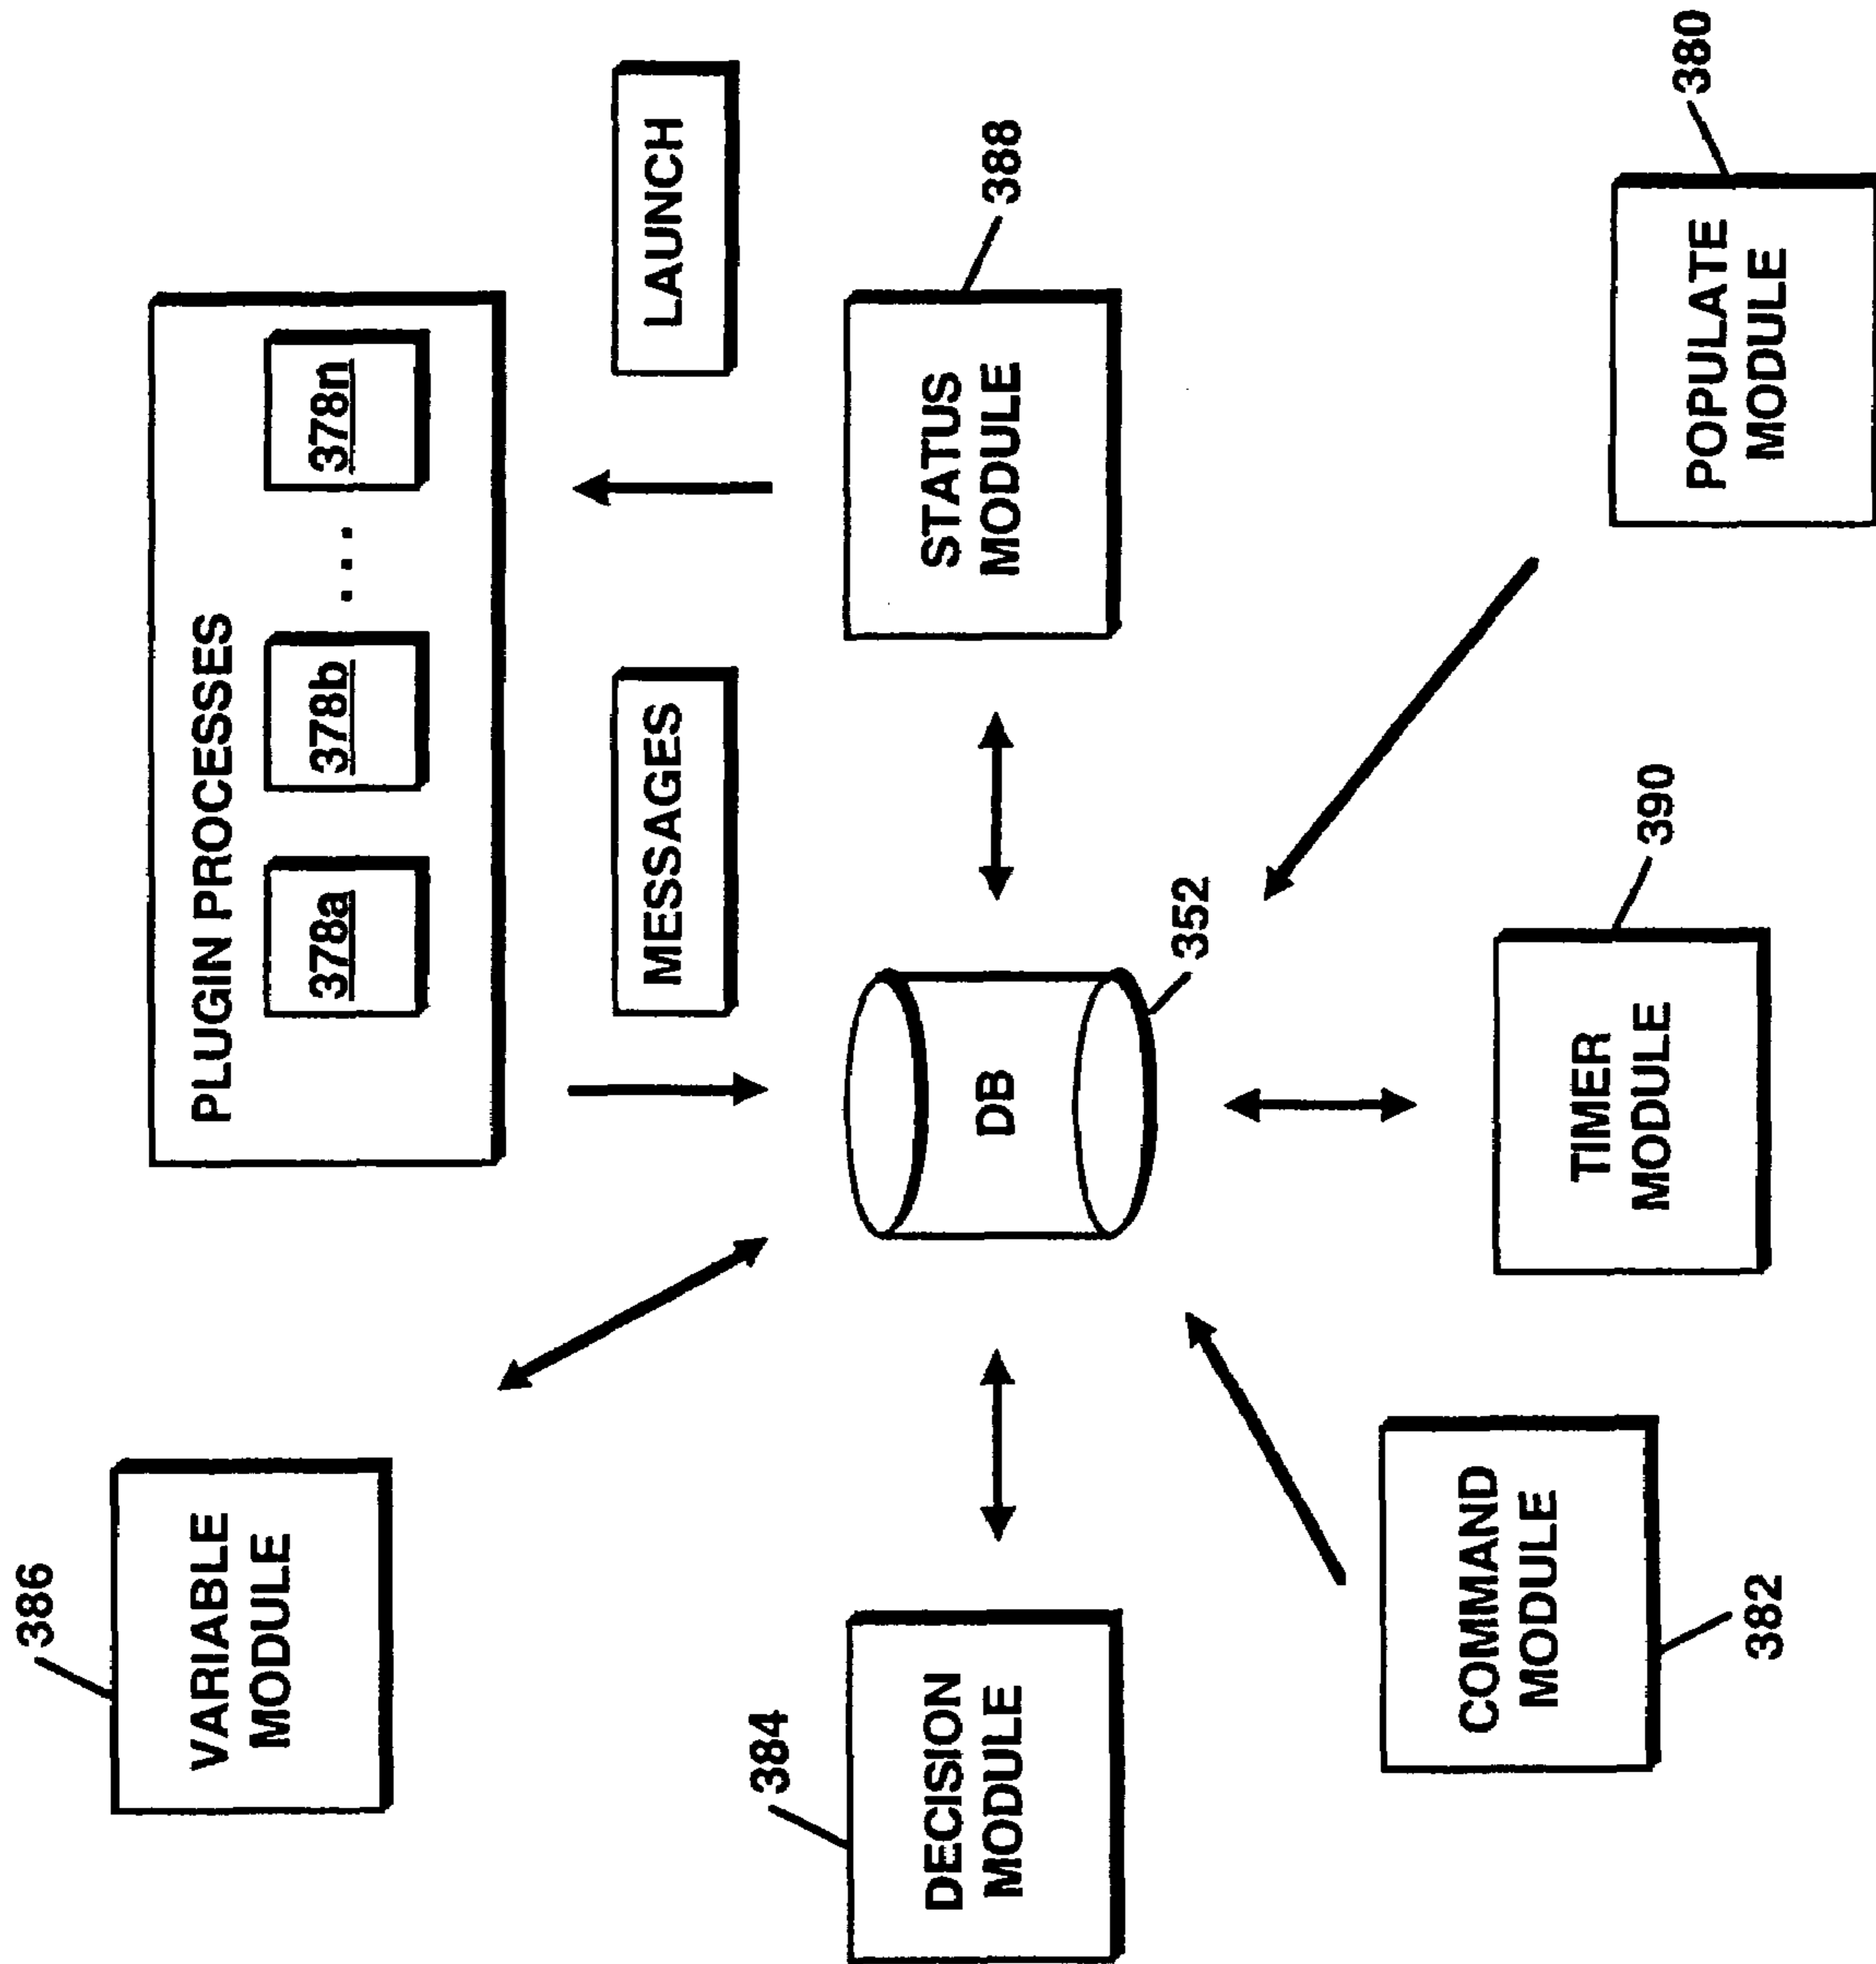 386
VARIABLE
MODULE
PLUGIN PROCESSES
378a 378b ... 378n
MESSAGES
LAUNCH
384
DECISION
MODULE
DB
352
STATUS
MODULE
388
COMMAND
MODULE
382
TIMER
MODULE
390
POPULATE
MODULE
380